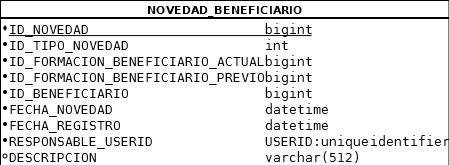 NOVEDAD_BENEFICIARIO
ID_NOVEDAD bigint
ID_TIPO_NOVEDAD int
ID_FORMACION_BENEFICIARIO_ACTUAL bigint
ID_FORMACION_BENEFICIARIO_PREVIO bigint
ID_BENEFICIARIO bigint
FECHA_NOVEDAD datetime
FECHA_REGISTRO datetime
RESPONSABLE_USERID USERID:uniqueidentifier
DESCRIPCION varchar(512)